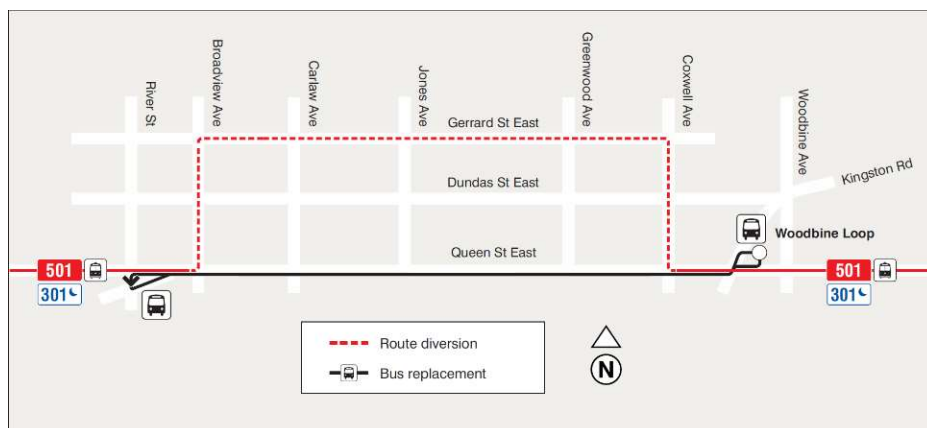 River St
Broadview Ave
Carlaw Ave
Jones Ave
Greenwood Ave
Coxwell Ave
Woodbine Ave
Gerrard St East
Dundas St East
Kingston Rd
Woodbine Loop
Queen St East
501
301
501
301
Route diversion
Bus replacement
N